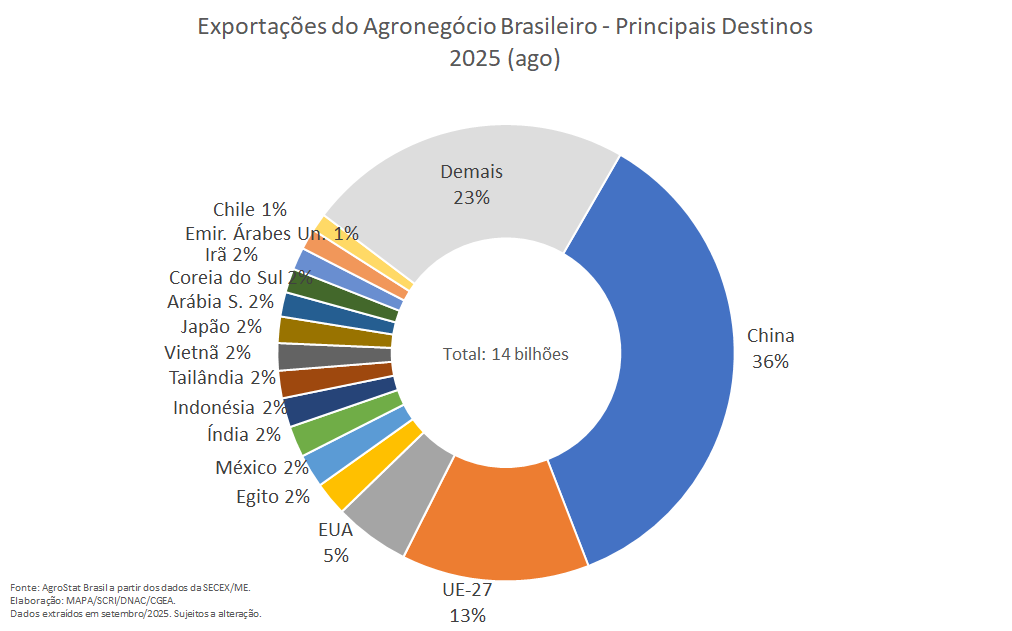 Exportações do Agronegócio Brasileiro - Principais Destinos
2025 (ago)
Demais
23%
Chile 1%
Emir. Árabes Un. 1%
Irã 2%
Coreia do Sul 2%
Arábia S. 2%
Japão 2%
Vietnã 2%
Tailândia 2%
Indonésia 2%
Índia 2%
México 2%
Egito 2%
EUA
5%
UE-27
13%
China
36%
Total: 14 bilhões
Fonte: AgroStat Brasil a partir dos dados da SECEX/ME.
Elaboração: MAPA/SCRI/DNAC/CGEA.
Dados extraídos em setembro/2025. Sujeitos a alteração.